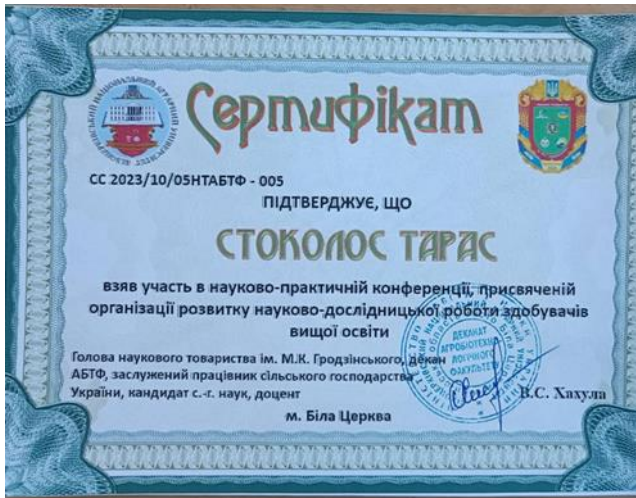 Сертифікат
СС 2023/10/05НТАБТФ - 005
ПІДТВЕРДЖУЄ, ЩО
СТОКОЛОС ТАРАС
взяв участь в науково-практичній конференції, присвяченій
організації розвитку науково-дослідницької роботи здобувачів
вищої освіти
Голова наукового товариства ім. М.К. Гродзінського, декан
АБТФ, заслужений працівник сільського господарства
України, кандидат с.-г. наук, доцент
В.С. Хахула
м. Біла Церква
ДЕКАНАТ
АГРОБІОТЕХНО-
ЛОГІЧНОГО
ФАКУЛЬТЕТУ